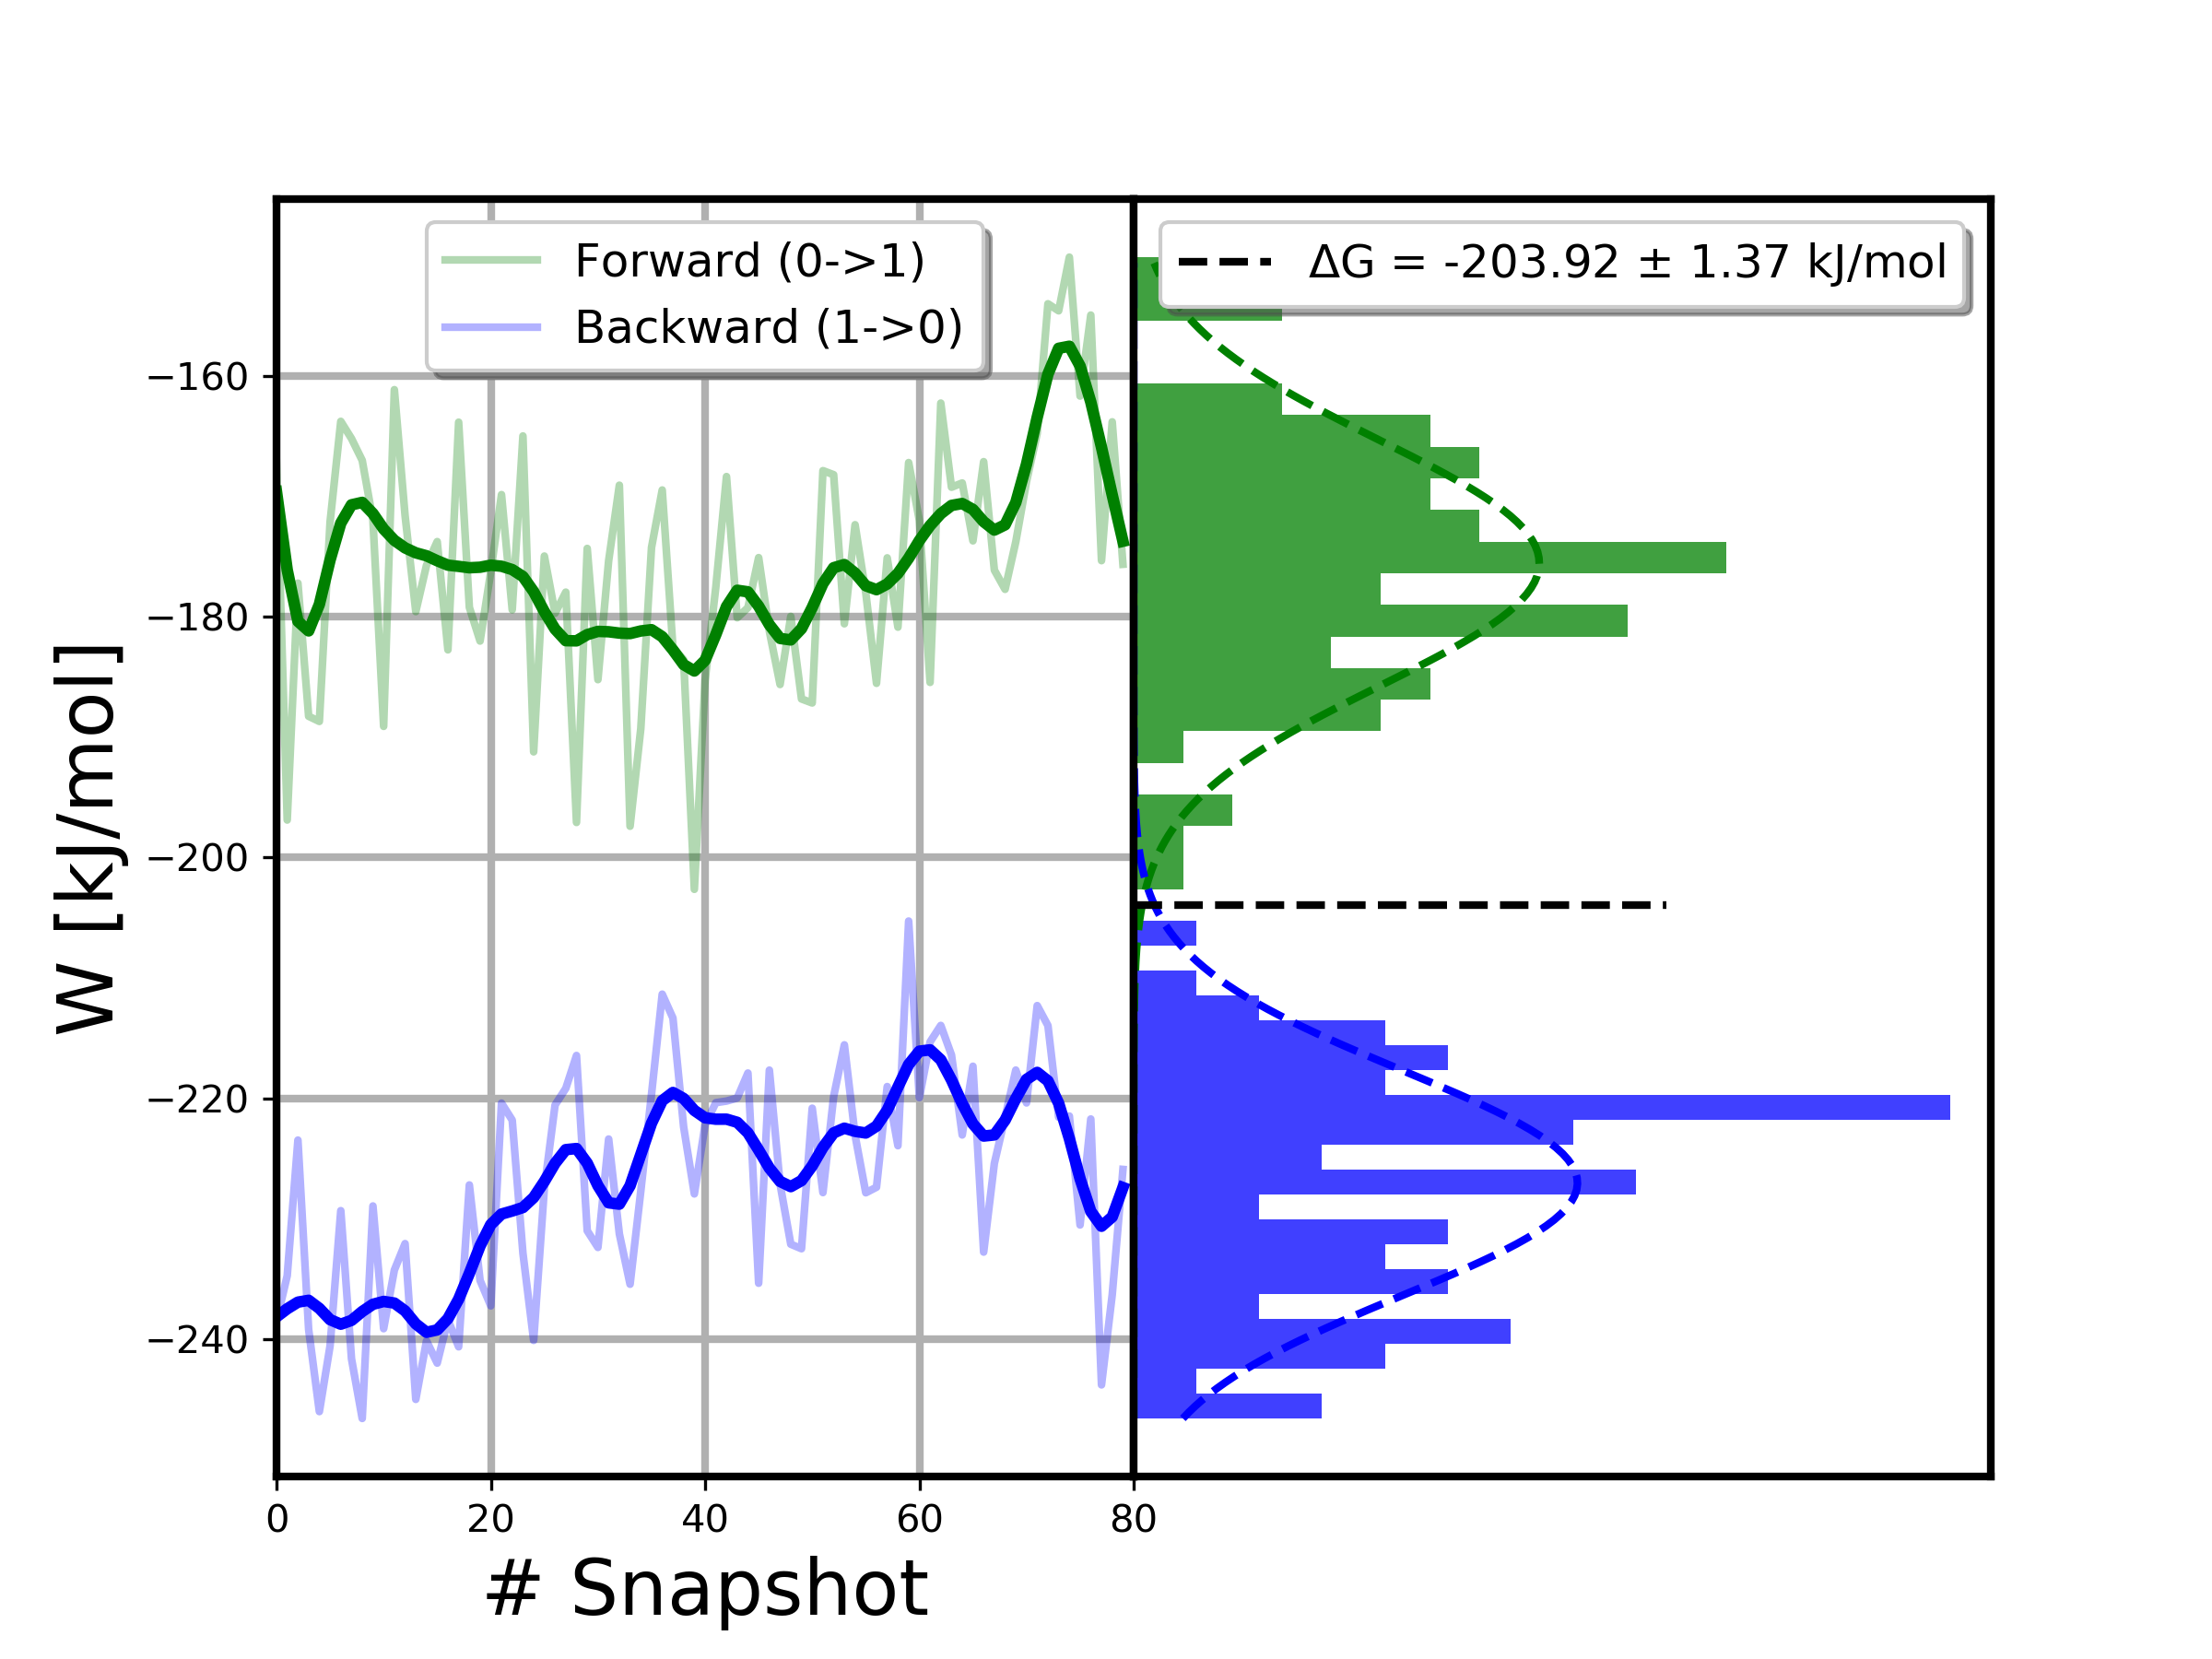 Forward (0->1)
Backward (1->0)
ΔG = -203.92 ± 1.37 kJ/mol
W [kJ/mol]
−160
−180
−200
−220
−240
0 20 40 60 80
# Snapshot